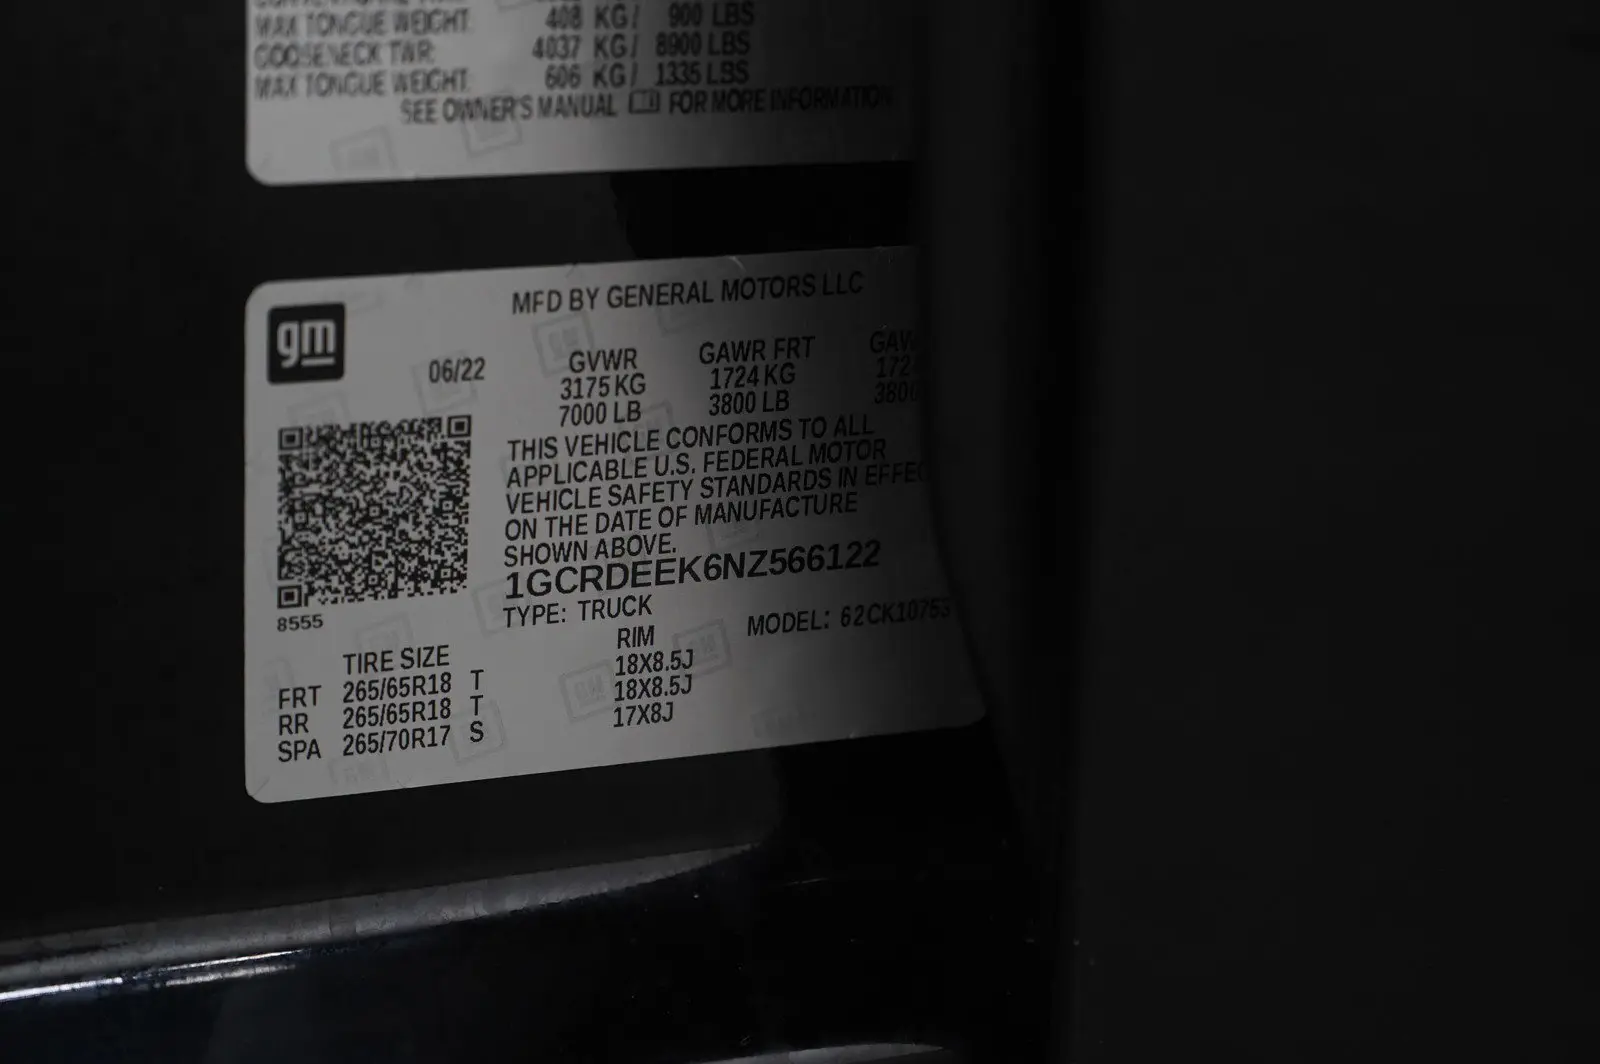 MAX TONGUE WEIGHT: 408 KG/ 900 LBS
GOOSENECK TWR: 4037 KG/ 8900 LBS
MAX TONGUE WEIGHT: 606 KG/ 1335 LBS
SEE OWNER'S MANUAL FOR MORE INFORMATION
gm
MFD BY GENERAL MOTORS LLC
06/22 GVWR GAWR FRT
3175 KG 1724 KG
7000 LB 3800 LB
THIS VEHICLE CONFORMS TO ALL
APPLICABLE U.S. FEDERAL MOTOR
VEHICLE SAFETY STANDARDS IN EFFEC
ON THE DATE OF MANUFACTURE
SHOWN ABOVE.
1GCRDEEK6NZ566122
TYPE: TRUCK MODEL: 62CK10753
8555
TIRE SIZE RIM
FRT 265/65R18 T 18X8.5J
RR 265/65R18 T 18X8.5J
SPA 265/70R17 S 17X8J